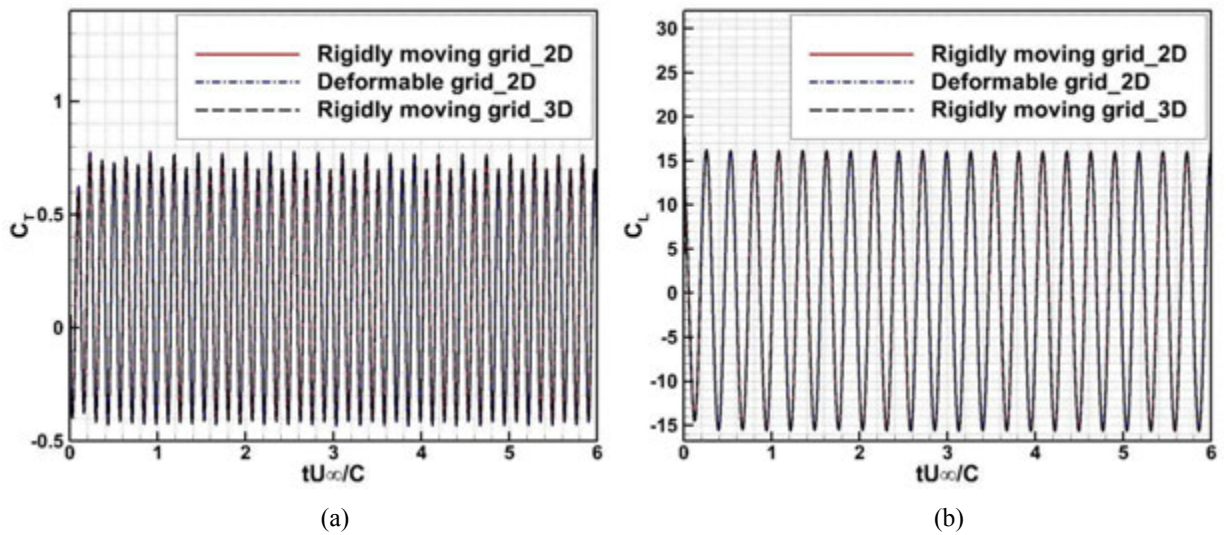 Rigidly moving grid_2D
Deformable grid_2D
Rigidly moving grid_3D
1
0.5
0
-0.5
C_T
0 1 2 3 4 5 6
tU∞/C
(a)
Rigidly moving grid_2D
Deformable grid_2D
Rigidly moving grid_3D
30
25
20
15
10
5
0
-5
-10
-15
C_L
0 1 2 3 4 5 6
tU∞/C
(b)